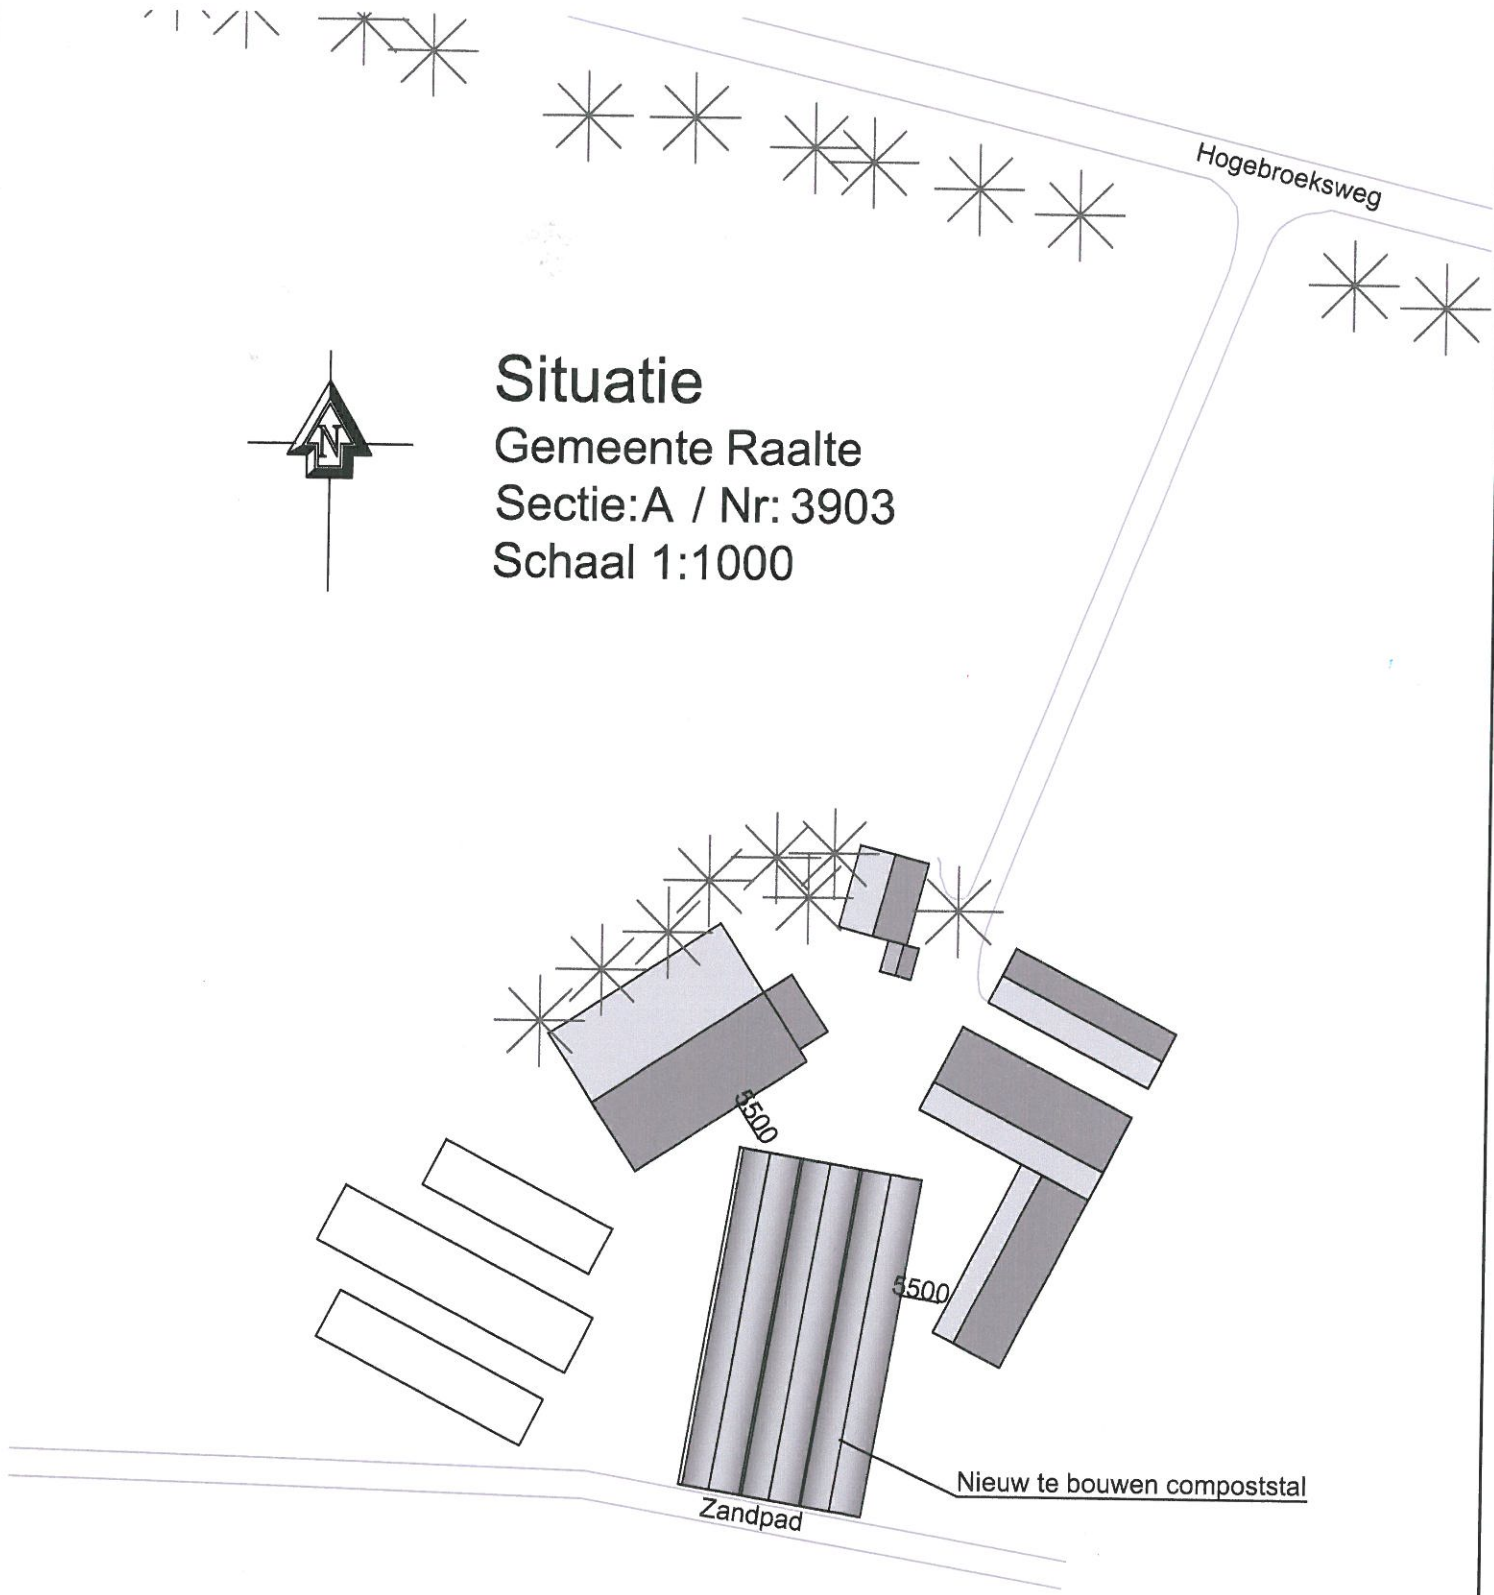 Hogebroeksweg
N
Situatie
Gemeente Raalte
Sectie:A / Nr: 3903
Schaal 1:1000
5500
5500
Nieuw te bouwen compoststal
Zandpad